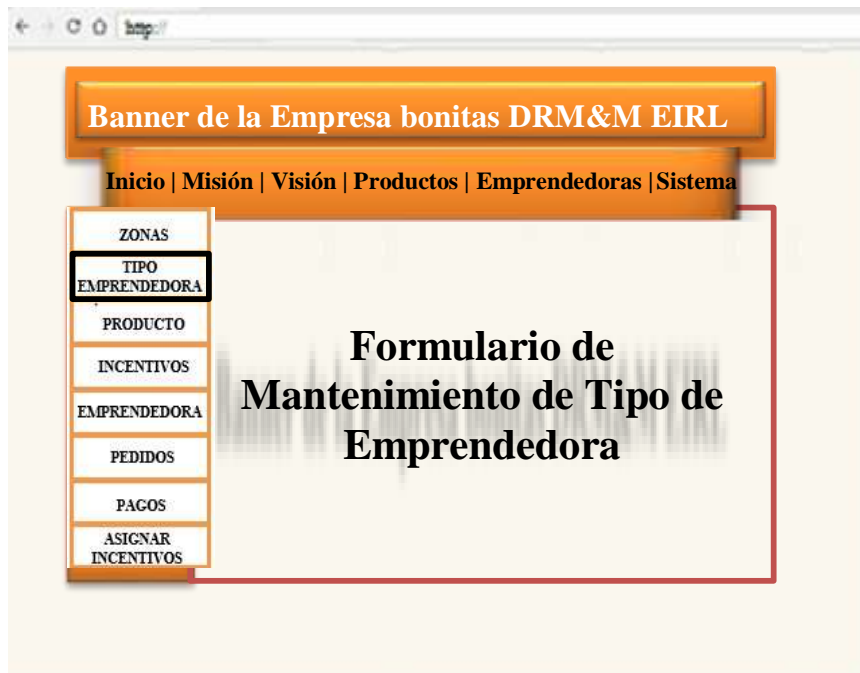 http://
Banner de la Empresa bonitas DRM&M EIRL
Inicio | Misión | Visión | Productos | Emprendedoras |Sistema
ZONAS
TIPO
EMPRENDEDORA
PRODUCTO
INCENTIVOS
EMPRENDEDORA
PEDIDOS
PAGOS
ASIGNAR
INCENTIVOS
Formulario de
Mantenimiento de Tipo de
Emprendedora